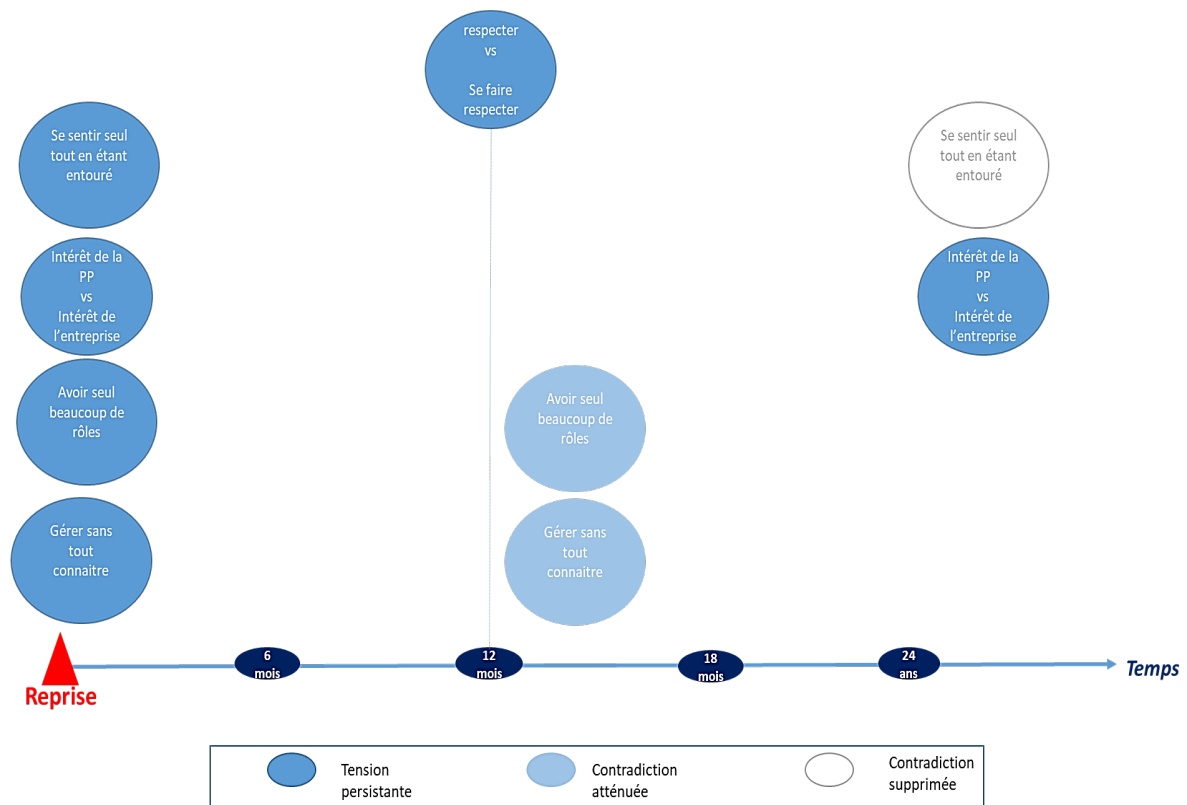 respecter
vs
Se faire
respecter
Se sentir seul
tout en étant
entouré
Intérêt de la
PP
vs
Intérêt de
l'entreprise
Avoir seul
beaucoup de
rôles
Gérer sans
tout
connaitre
Avoir seul
beaucoup de
rôles
Gérer sans
tout
connaitre
Se sentir seul
tout en étant
entouré
Intérêt de la
PP
vs
Intérêt de
l'entreprise
Reprise
6
mois
12
mois
18
mois
24
ans
Temps
Tension
persistante
Contradiction
atténuée
Contradiction
supprimée